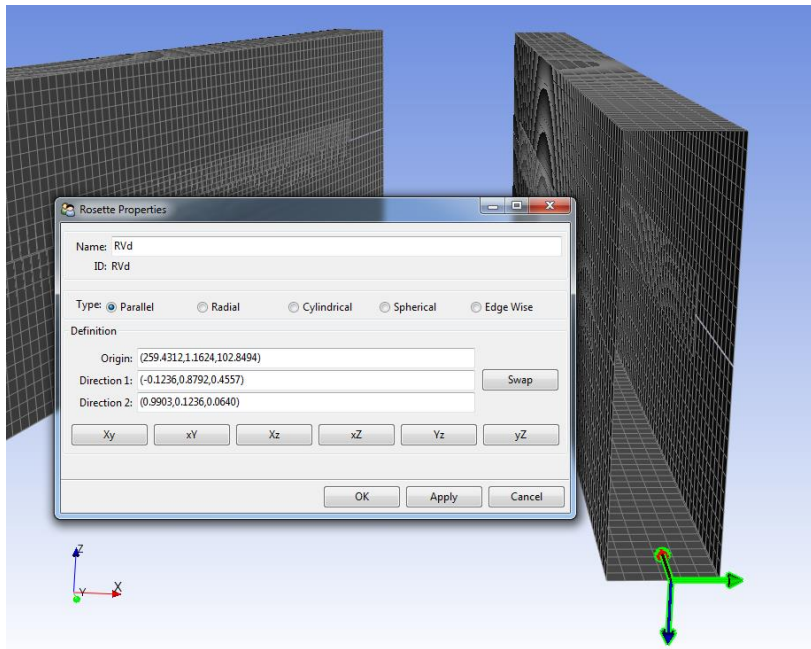 Rosette Properties
Name: RVd
ID: RVd
Type: Parallel Radial Cylindrical Spherical Edge Wise
Definition
Origin: (259.4312,1.1624,102.8494)
Direction 1: (-0.1236,0.8792,0.4557) Swap
Direction 2: (0.9903,0.1236,0.0640)
Xy xY Xz xZ Yz yZ
OK Apply Cancel
Z
Y X